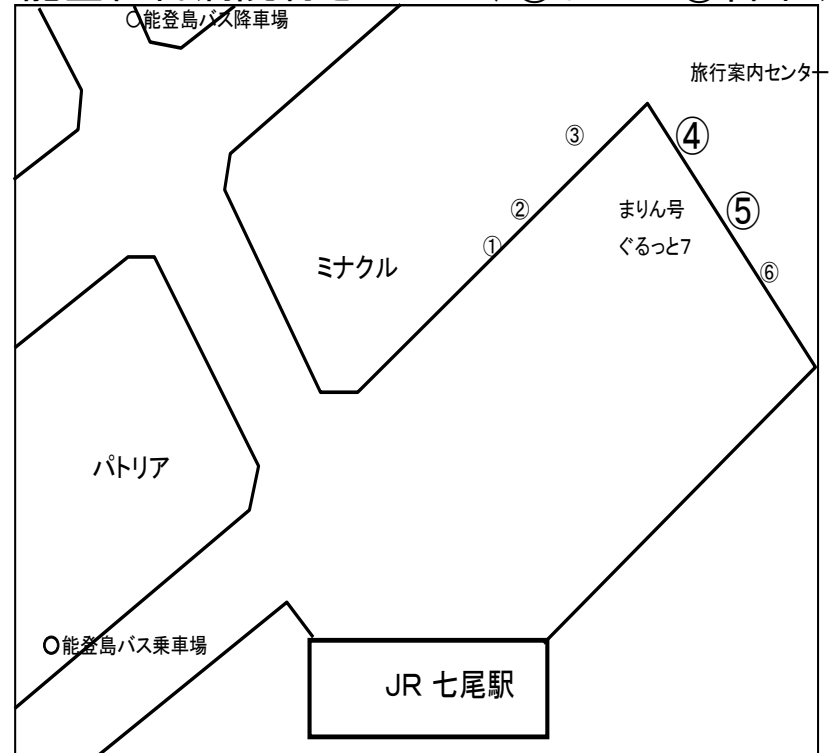 ○能登島バス降車場
旅行案内センター
③
④
②
まりん号
⑤
①
ぐるっと7
ミナクル
⑥
パトリア
○能登島バス乗車場
JR 七尾駅